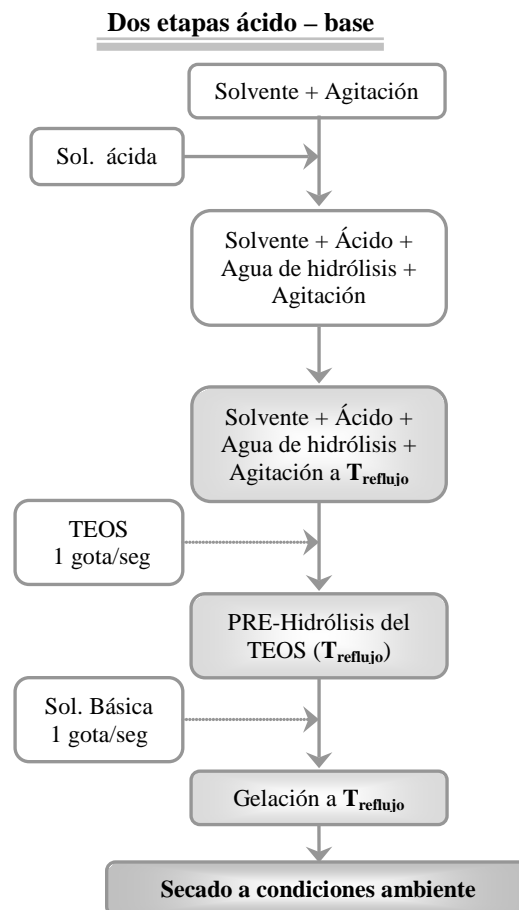 Dos etapas ácido – base
Solvente + Agitación
Sol. ácida
Solvente + Ácido +
Agua de hidrólisis +
Agitación
Solvente + Ácido +
Agua de hidrólisis +
Agitación a Treflujo
TEOS
1 gota/seg
PRE-Hidrólisis del
TEOS (Treflujo)
Sol. Básica
1 gota/seg
Gelación a Treflujo
Secado a condiciones ambiente